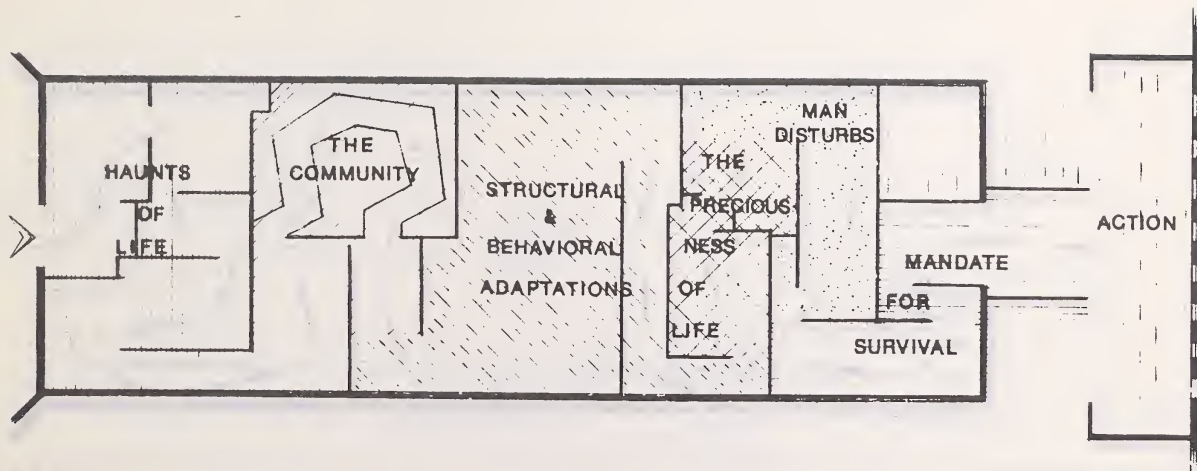 HAUNTS
OF
LIFE
THE
COMMUNITY
STRUCTURAL
&
BEHAVIORAL
ADAPTATIONS
THE
PRECIOUS
NESS
OF
LIFE
MAN
DISTURBS
MANDATE
FOR
SURVIVAL
ACTION